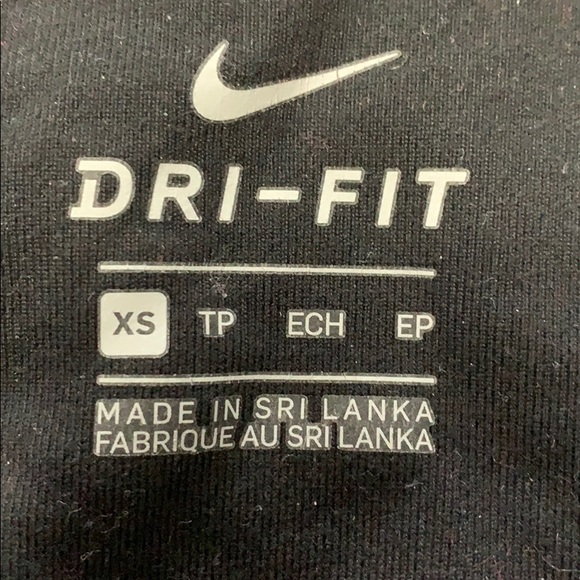 DRI-FIT
XS TP ECH EP
MADE IN SRI LANKA
FABRIQUE AU SRI LANKA